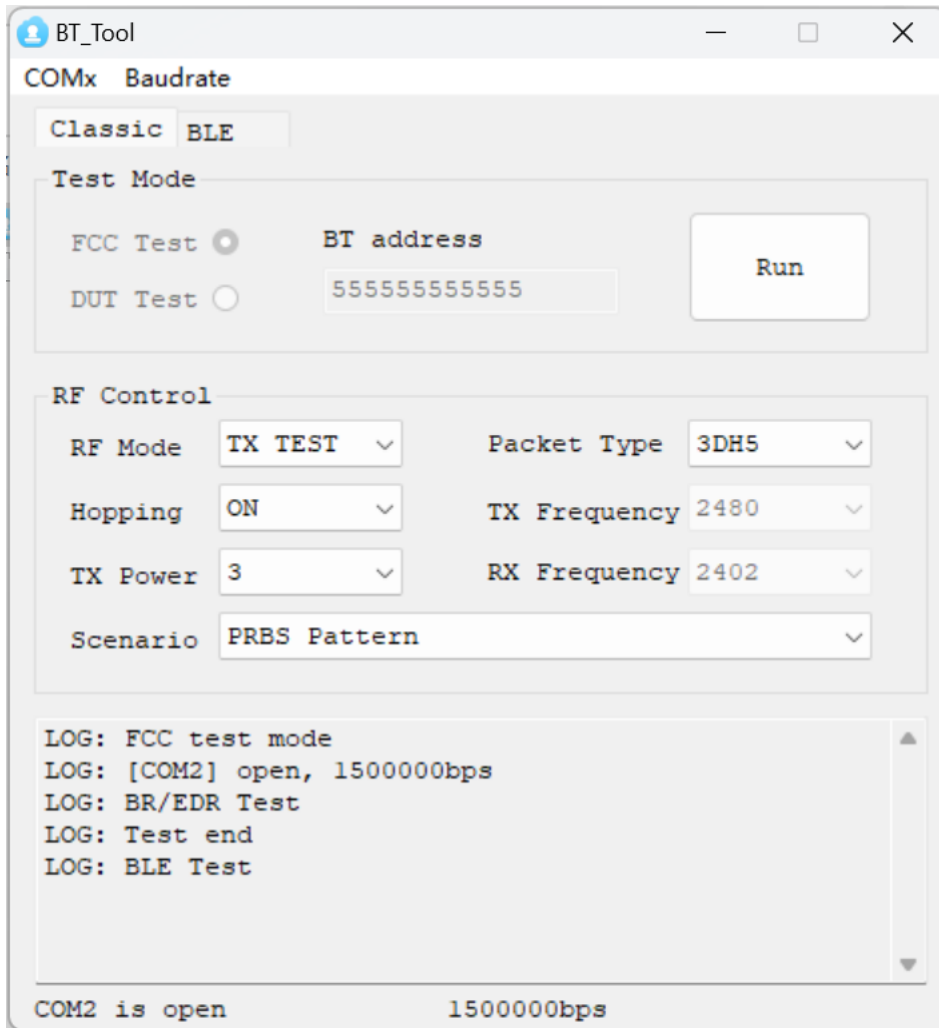 BT_Tool
COMx Baudrate
Classic BLE
Test Mode
FCC Test BT address
Run
DUT Test 555555555555
RF Control
RF Mode TX TEST Packet Type 3DH5
Hopping ON TX Frequency 2480
TX Power 3 RX Frequency 2402
Scenario PRBS Pattern
LOG: FCC test mode
LOG: [COM2] open, 1500000bps
LOG: BR/EDR Test
LOG: Test end
LOG: BLE Test
COM2 is open 1500000bps